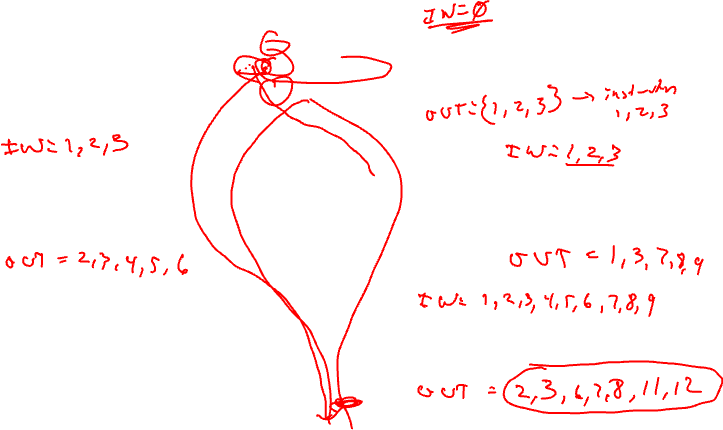 IN=Ø
OUT={1,2,3} → instructions
1,2,3
IN=1,2,3
IN=1,2,3
OUT=2,3,4,5,6
OUT=1,3,7,8,9
IN=1,2,3,4,5,6,7,8,9
OUT=2,3,6,7,8,11,12